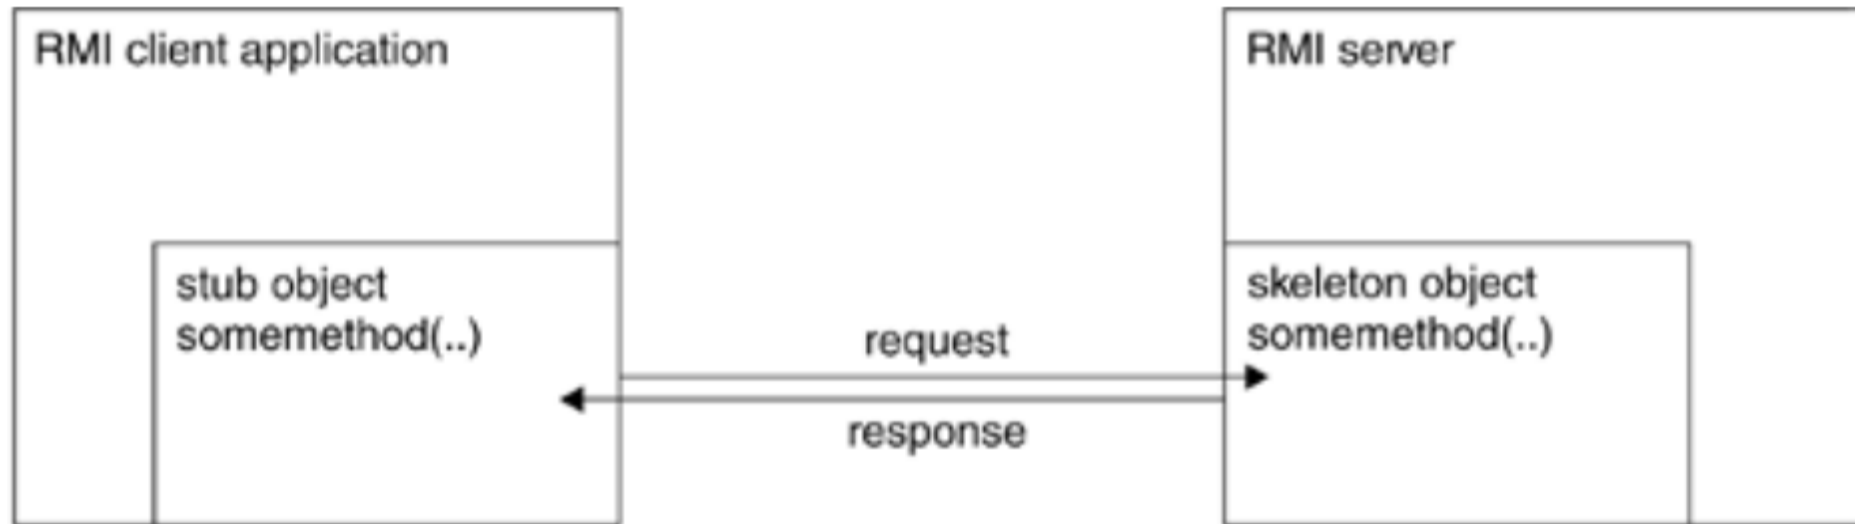 RMI client application
RMI server
stub object
somemethod(..)
skeleton object
somemethod(..)
request
response